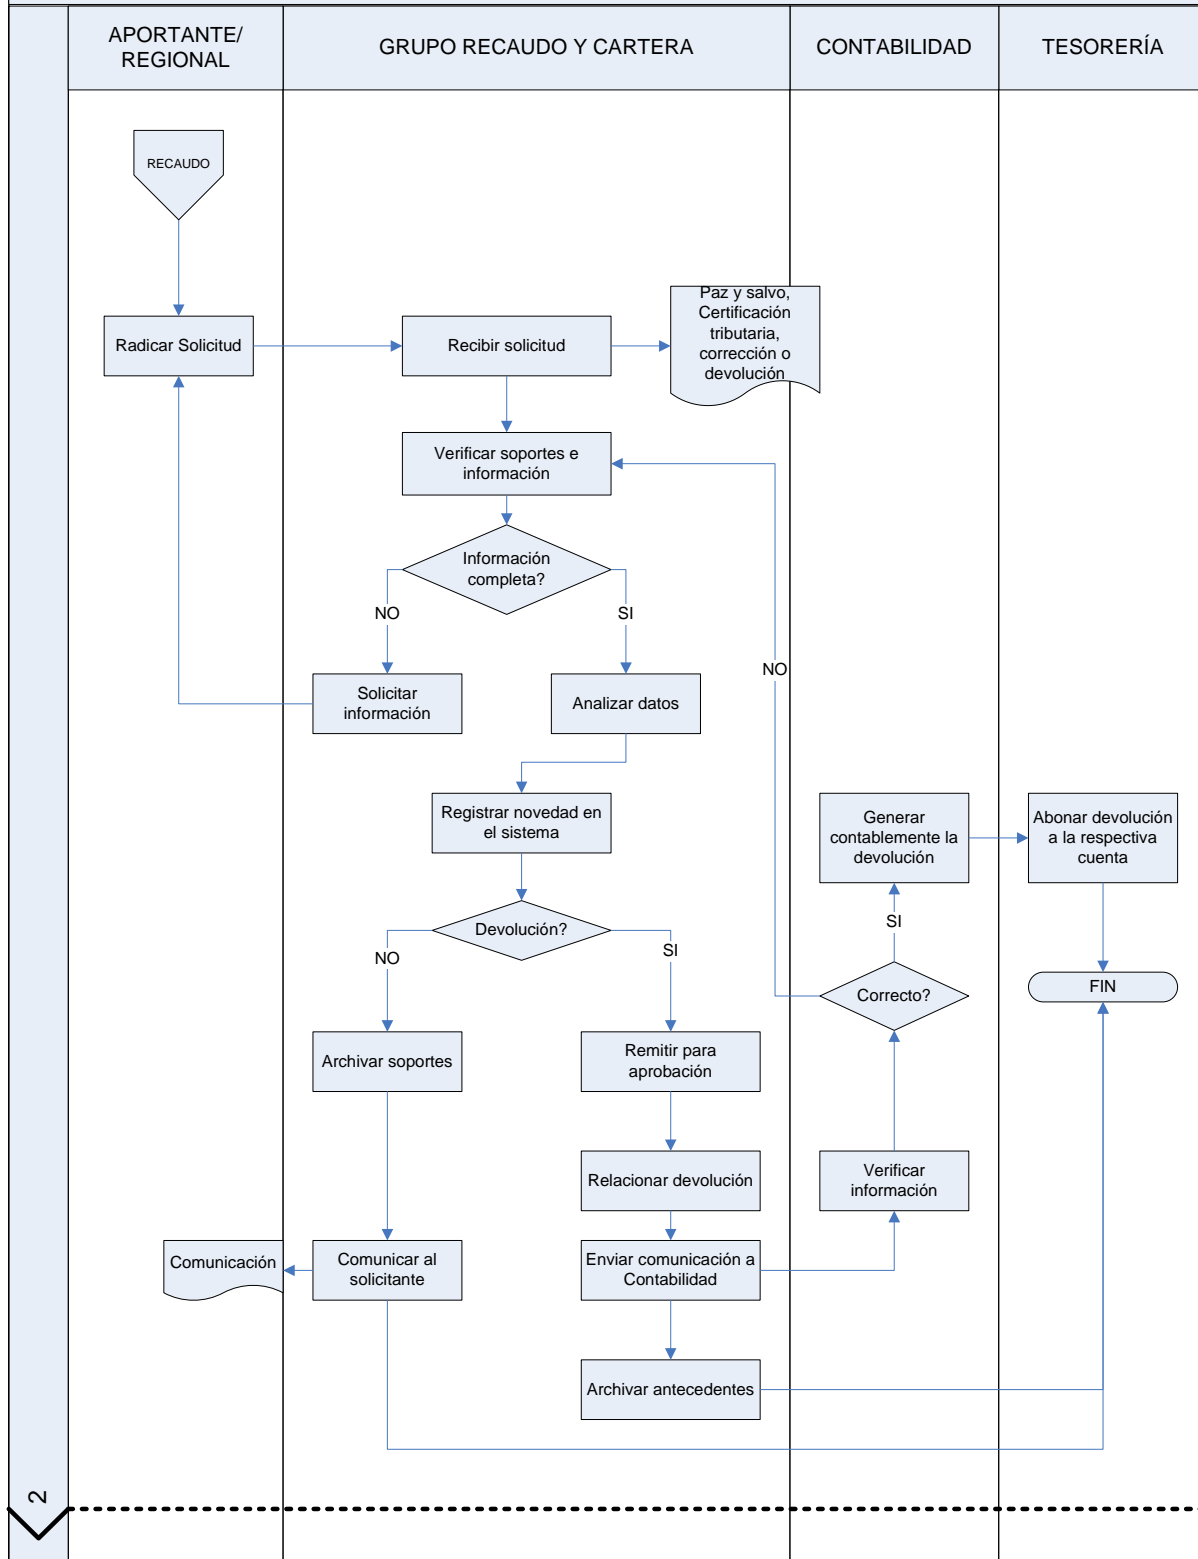 APORTANTE/
REGIONAL
GRUPO RECAUDO Y CARTERA
CONTABILIDAD
TESORERÍA
RECAUDO
Radicar Solicitud
Recibir solicitud
Paz y salvo,
Certificación
tributaria,
corrección o
devolución
Verificar soportes e
información
Información
completa?
NO
SI
Solicitar
información
Analizar datos
NO
Registrar novedad en
el sistema
Generar
contablemente la
devolución
Abonar devolución
a la respectiva
cuenta
Devolución?
NO
SI
SI
Correcto?
FIN
Archivar soportes
Remitir para
aprobación
Relacionar devolución
Verificar
información
Comunicación
Comunicar al
solicitante
Enviar comunicación a
Contabilidad
Archivar antecedentes
2